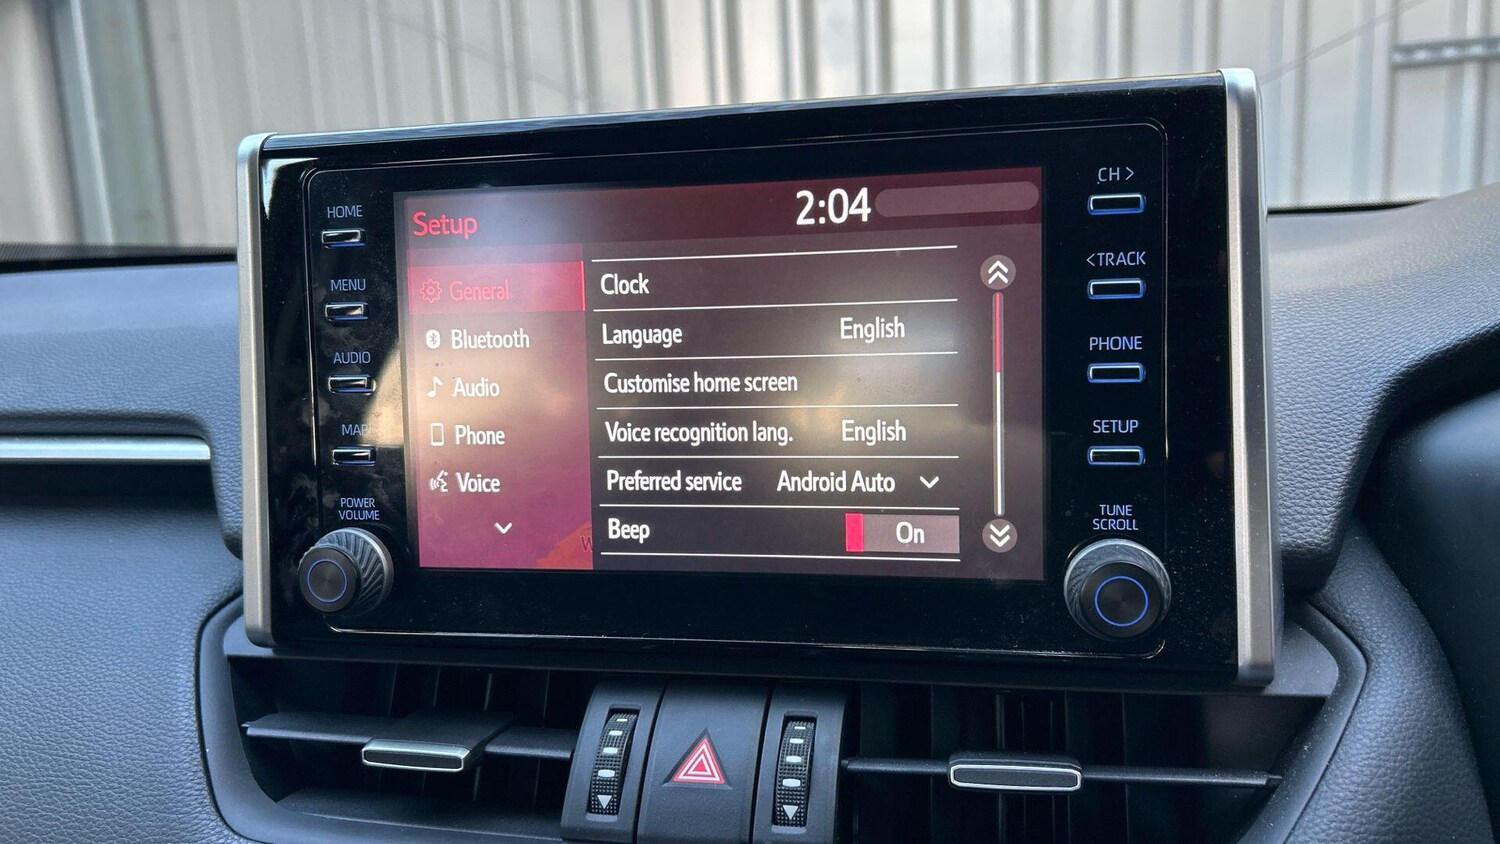 HOME
MENU
AUDIO
MAP
POWER
VOLUME
Setup
2:04
General
Bluetooth
Audio
Phone
Voice
Clock
Language English
Customise home screen
Voice recognition lang. English
Preferred service Android Auto
Beep On
W
CH >
<TRACK
PHONE
SETUP
TUNE
SCROLL